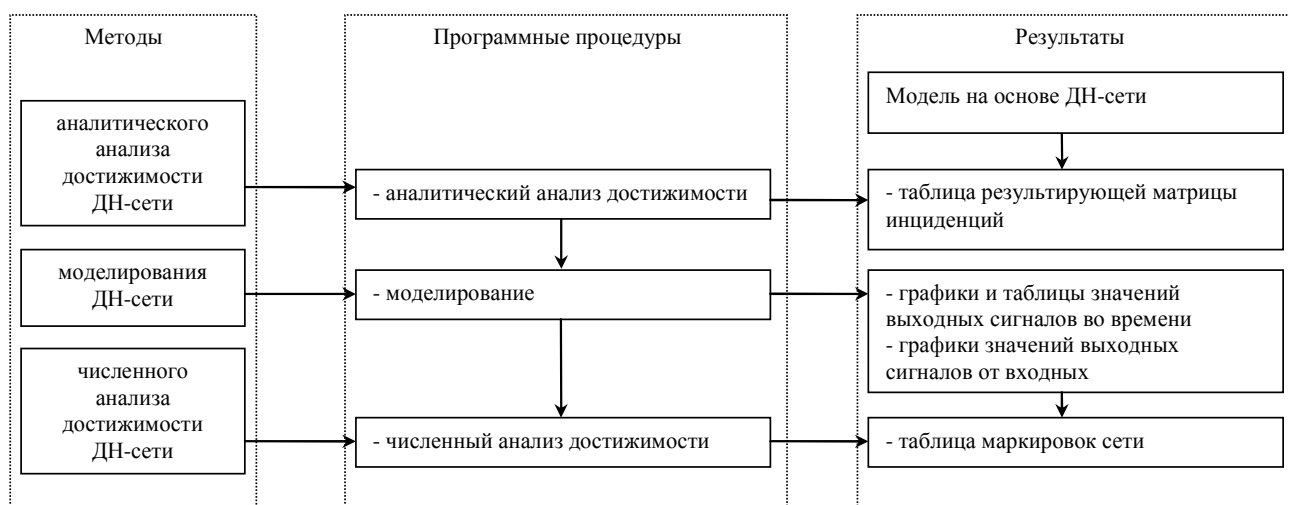 Методы
аналитического
анализа
достижимости
ДН-сети
моделирования
ДН-сети
численного
анализа
достижимости
ДН-сети
Программные процедуры
- аналитический анализ достижимости
- моделирование
- численный анализ достижимости
Результаты
Модель на основе ДН-сети
- таблица результирующей матрицы
инциденций
- графики и таблицы значений
выходных сигналов во времени
- графики значений выходных
сигналов от входных
- таблица маркировок сети